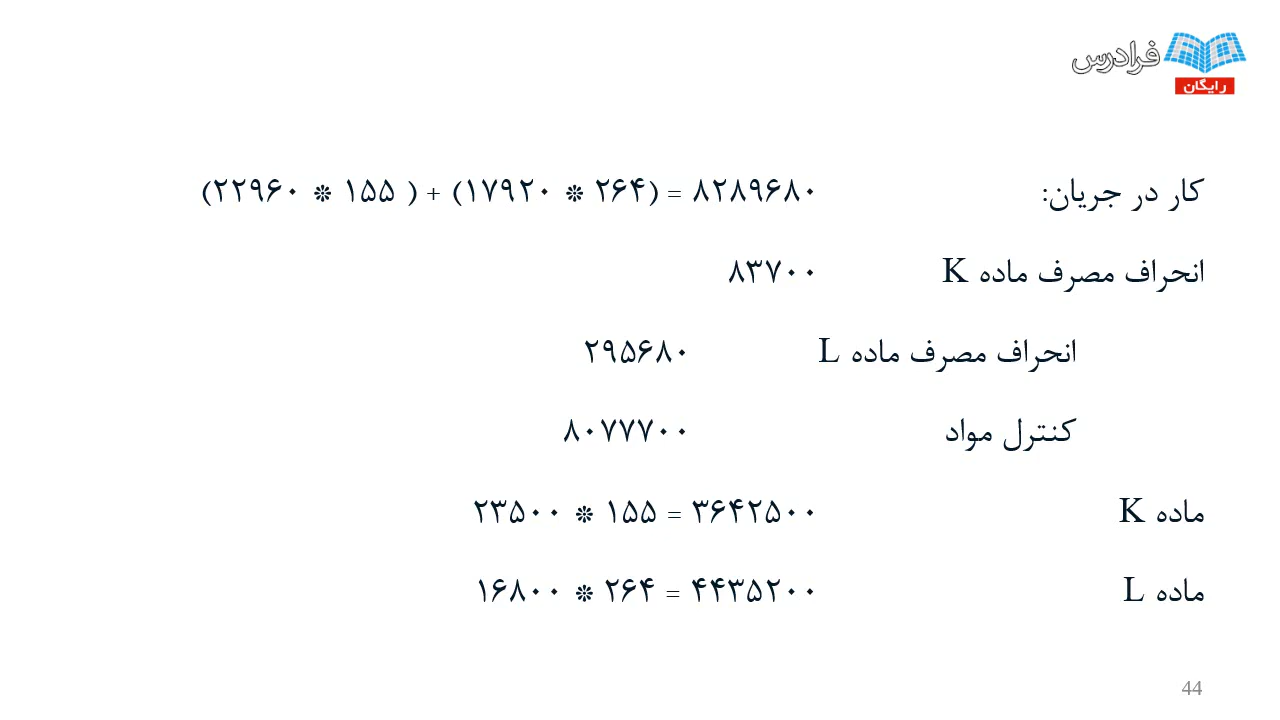 فرادرس
رایگان
کار در جریان: (۲۲۹۶۰ * ۱۵۵ ) + (۱۷۹۲۰ * ۲۶۴) = ۸۲۸۹۶۸۰
انحراف مصرف ماده K ۸۳۷۰۰
انحراف مصرف ماده L ۲۹۵۶۸۰
کنترل مواد ۸۰۷۷۷۰۰
ماده K ۲۳۵۰۰ * ۱۵۵ = ۳۶۴۲۵۰۰
ماده L ۱۶۸۰۰ * ۲۶۴ = ۴۴۳۵۲۰۰
44